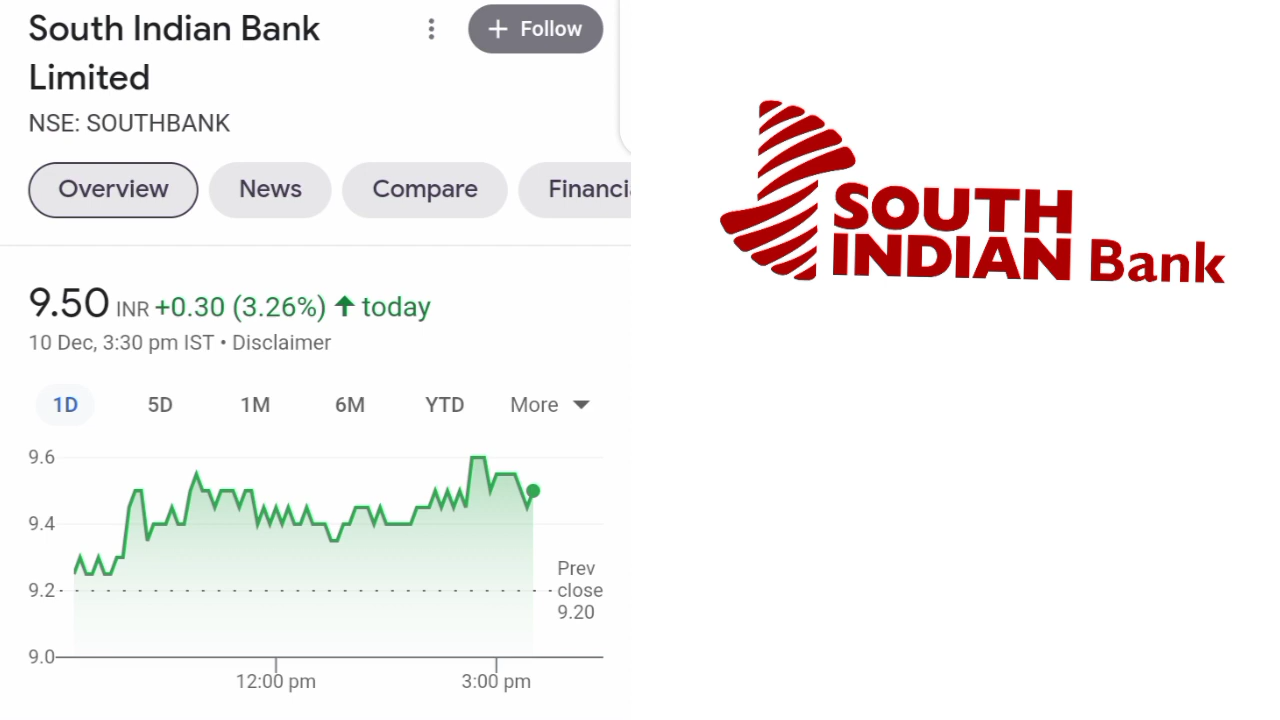 South Indian Bank
Limited
+ Follow
NSE: SOUTHBANK
Overview
News
Compare
Financi
9.50 INR +0.30 (3.26%) ↑ today
10 Dec, 3:30 pm IST • Disclaimer
1D
5D
1M
6M
YTD
More
9.6
9.4
9.2
9.0
Prev
close
9.20
12:00 pm
3:00 pm
SOUTH
INDIAN Bank